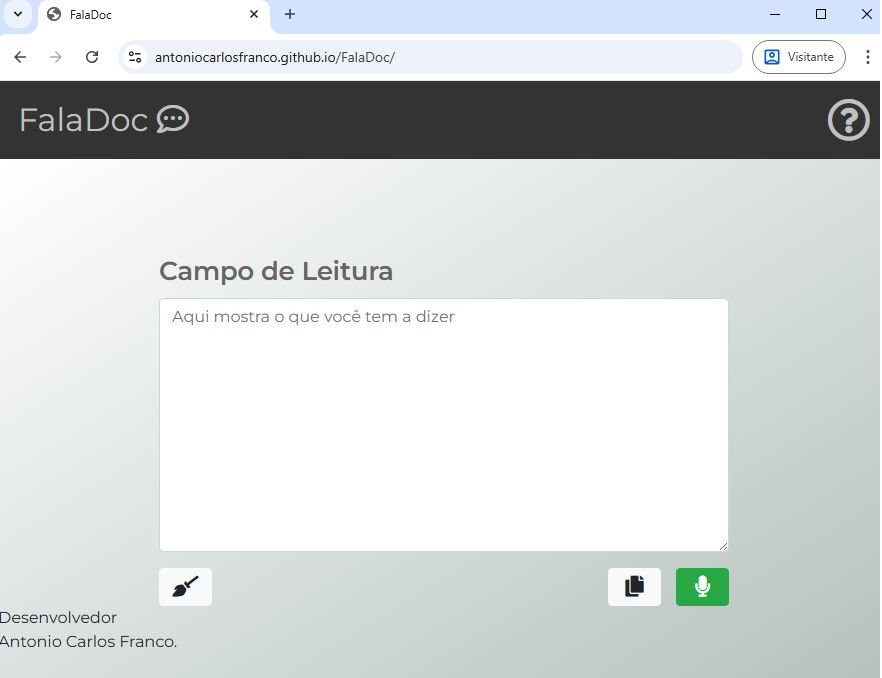 FalaDoc
antoniocarlosfranco.github.io/FalaDoc/
Visitante
FalaDoc
Campo de Leitura
Aqui mostra o que você tem a dizer
Desenvolvedor
Antonio Carlos Franco.